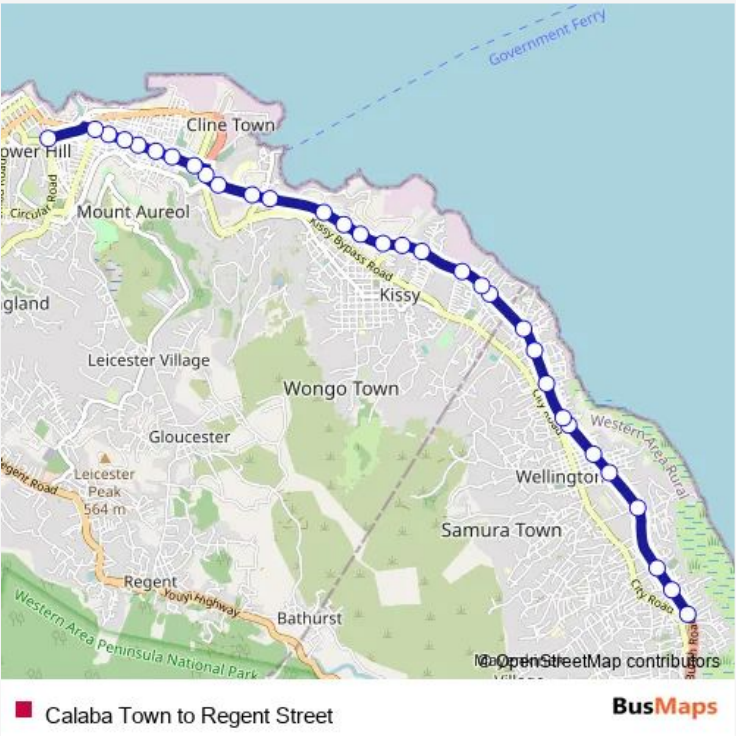 Government Ferry
Cline Town
ower Hill
Circular Road
Mount Aureol
Kissy Bypass Road
Kissy
gland
Leicester Village
Wongo Town
City Road
Western Area Rural
Gloucester
Leicester
Peak
564 m
egent Road
Wellington
Samura Town
Regent
Youyi Highway
City Road
Bathurst
Western Area Peninsula National Park
© OpenStreetMap contributors
Calaba Town to Regent Street
BusMaps